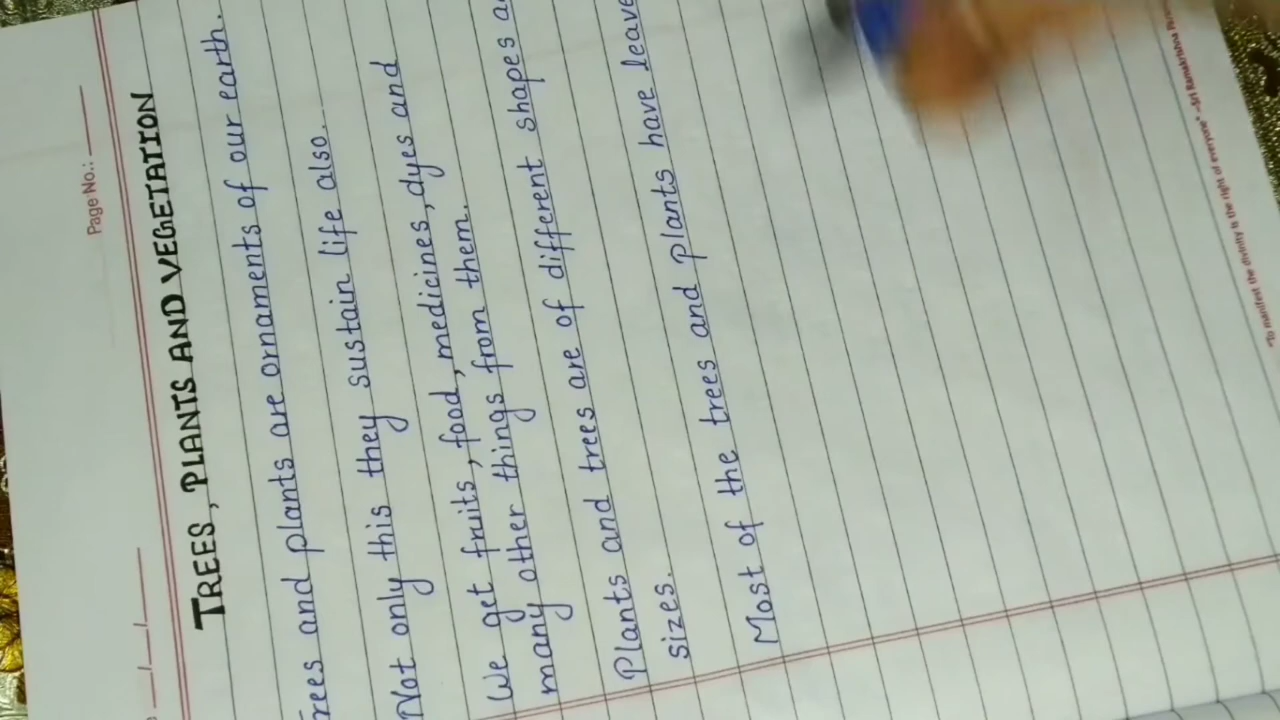 Page No.:
TREES, PLANTS AND VEGETATION
rees and plants are ornaments of our earth.
Not only this they sustain life also.
We get fruits, food, medicines, dyes and
many other things from them.
Plants and trees are of different shapes a
sizes.
Most of the trees and plants have leave
"To manifest the divinity is the right of everyone" -Sri Ramakrishna